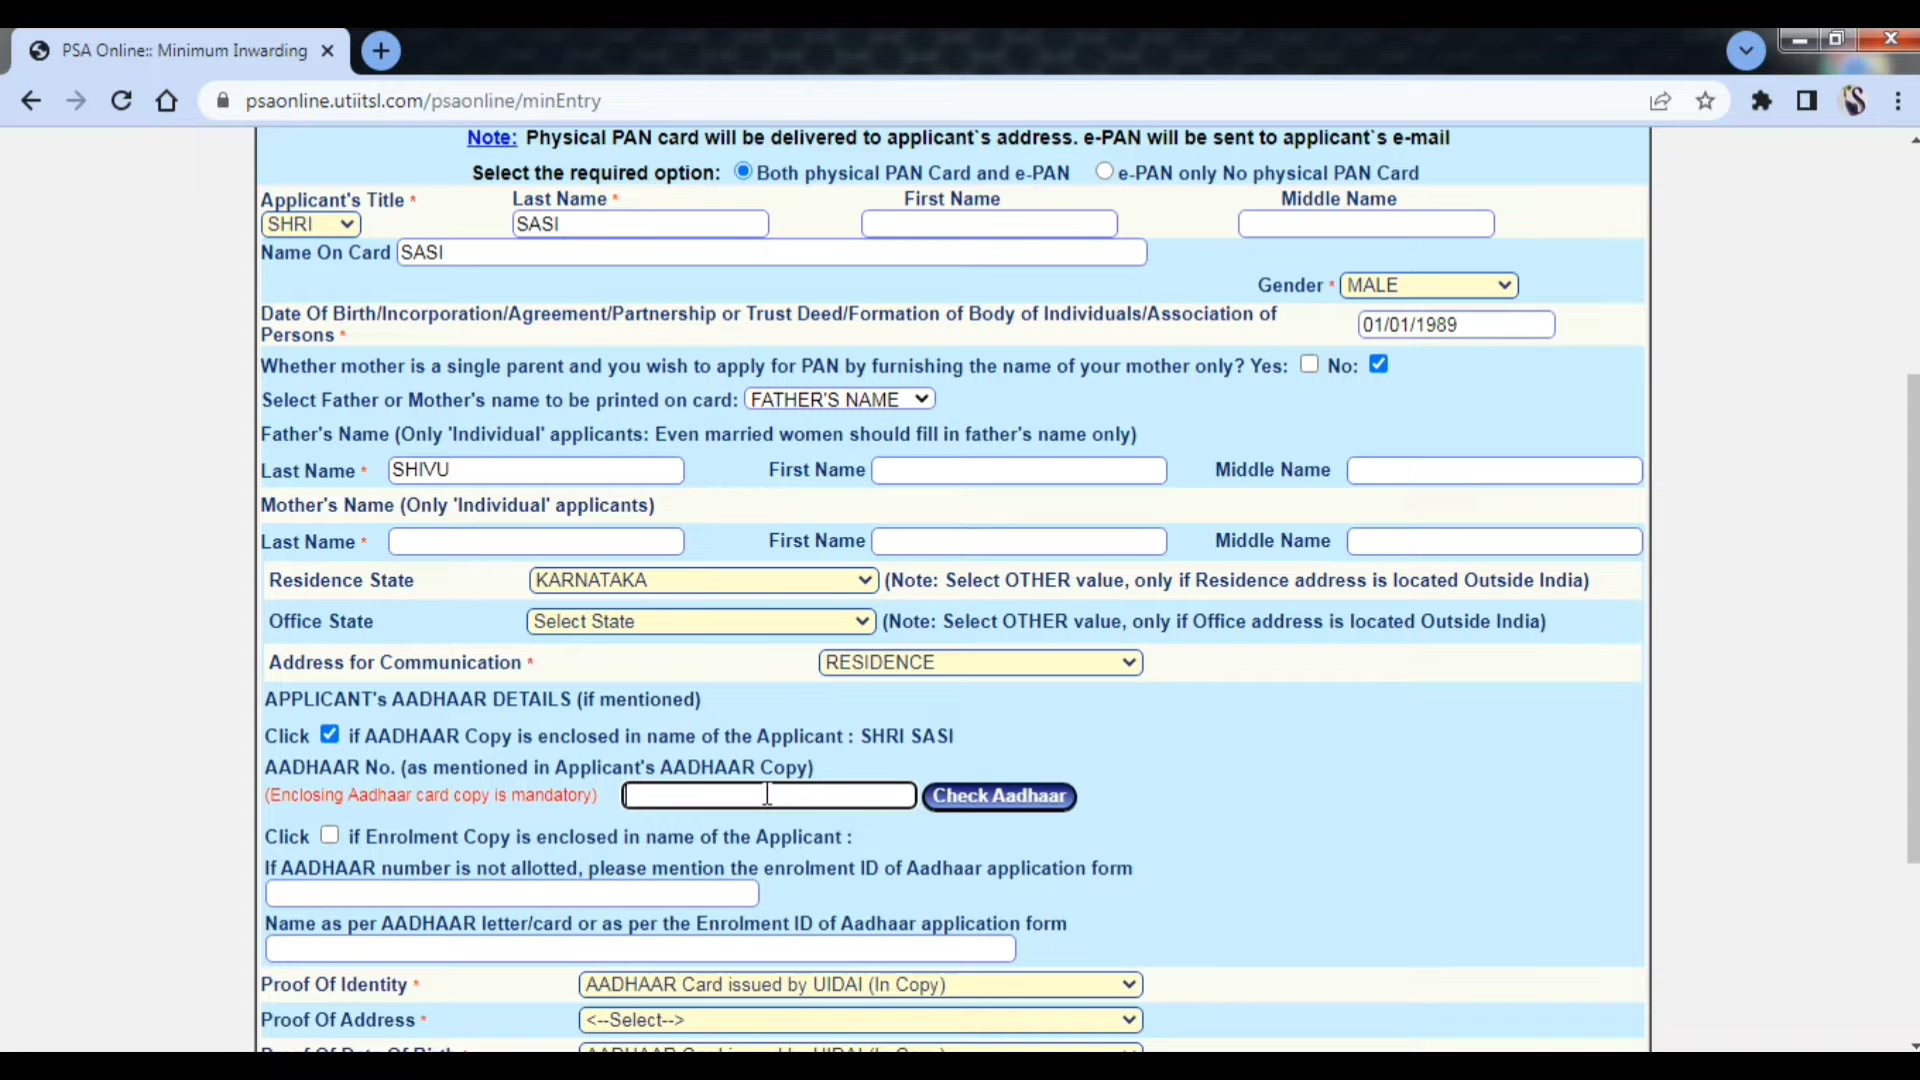 PSA Online:: Minimum Inwarding
psaonline.utiitsl.com/psaonline/minEntry
Note: Physical PAN card will be delivered to applicant`s address. e-PAN will be sent to applicant`s e-mail
Select the required option: Both physical PAN Card and e-PAN e-PAN only No physical PAN Card
Applicant's Title * Last Name * First Name Middle Name
SHRI SASI
Name On Card SASI
Gender * MALE
Date Of Birth/Incorporation/Agreement/Partnership or Trust Deed/Formation of Body of Individuals/Association of
Persons * 01/01/1989
Whether mother is a single parent and you wish to apply for PAN by furnishing the name of your mother only? Yes: No:
Select Father or Mother's name to be printed on card: FATHER'S NAME
Father's Name (Only 'Individual' applicants: Even married women should fill in father's name only)
Last Name * SHIVU First Name Middle Name
Mother's Name (Only 'Individual' applicants)
Last Name * First Name Middle Name
Residence State KARNATAKA (Note: Select OTHER value, only if Residence address is located Outside India)
Office State Select State (Note: Select OTHER value, only if Office address is located Outside India)
Address for Communication * RESIDENCE
APPLICANT's AADHAAR DETAILS (if mentioned)
Click if AADHAAR Copy is enclosed in name of the Applicant : SHRI SASI
AADHAAR No. (as mentioned in Applicant's AADHAAR Copy)
(Enclosing Aadhaar card copy is mandatory) Check Aadhaar
Click if Enrolment Copy is enclosed in name of the Applicant :
If AADHAAR number is not allotted, please mention the enrolment ID of Aadhaar application form
Name as per AADHAAR letter/card or as per the Enrolment ID of Aadhaar application form
Proof Of Identity * AADHAAR Card issued by UIDAI (In Copy)
Proof Of Address * <--Select-->
Proof Of Date Of Birth * AADHAAR Card issued by UIDAI (In Copy)